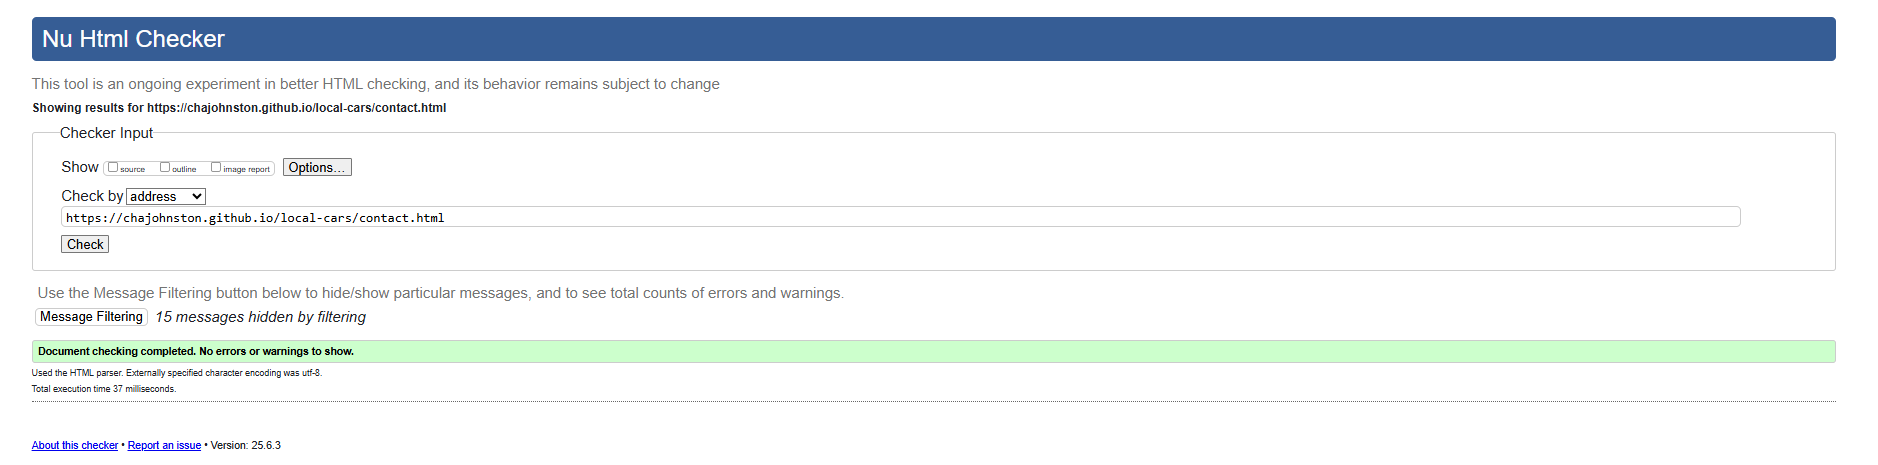 Nu Html Checker
This tool is an ongoing experiment in better HTML checking, and its behavior remains subject to change
Showing results for https://chajohnston.github.io/local-cars/contact.html
Checker Input
Show source outline image report Options...
Check by address
https://chajohnston.github.io/local-cars/contact.html
Check
Use the Message Filtering button below to hide/show particular messages, and to see total counts of errors and warnings.
Message Filtering 15 messages hidden by filtering
Document checking completed. No errors or warnings to show.
Used the HTML parser. Externally specified character encoding was utf-8.
Total execution time 37 milliseconds.
About this checker • Report an issue • Version: 25.6.3